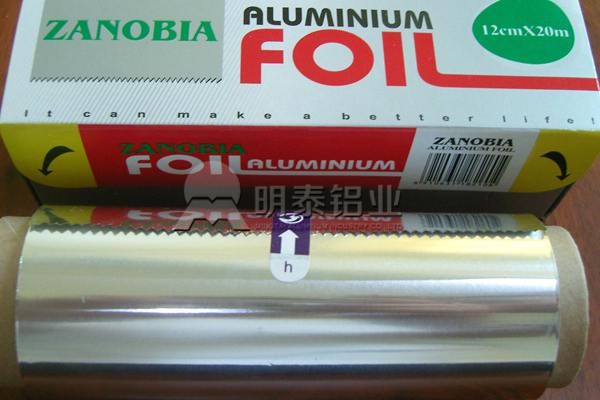 ZANOBIA
ALUMINIUM
FOIL
12cmX20m
It can make a better life!
ZANOBIA
FOIL ALUMINIUM
ZANOBIA
ALUMINIUM FOIL
明泰铝业
h